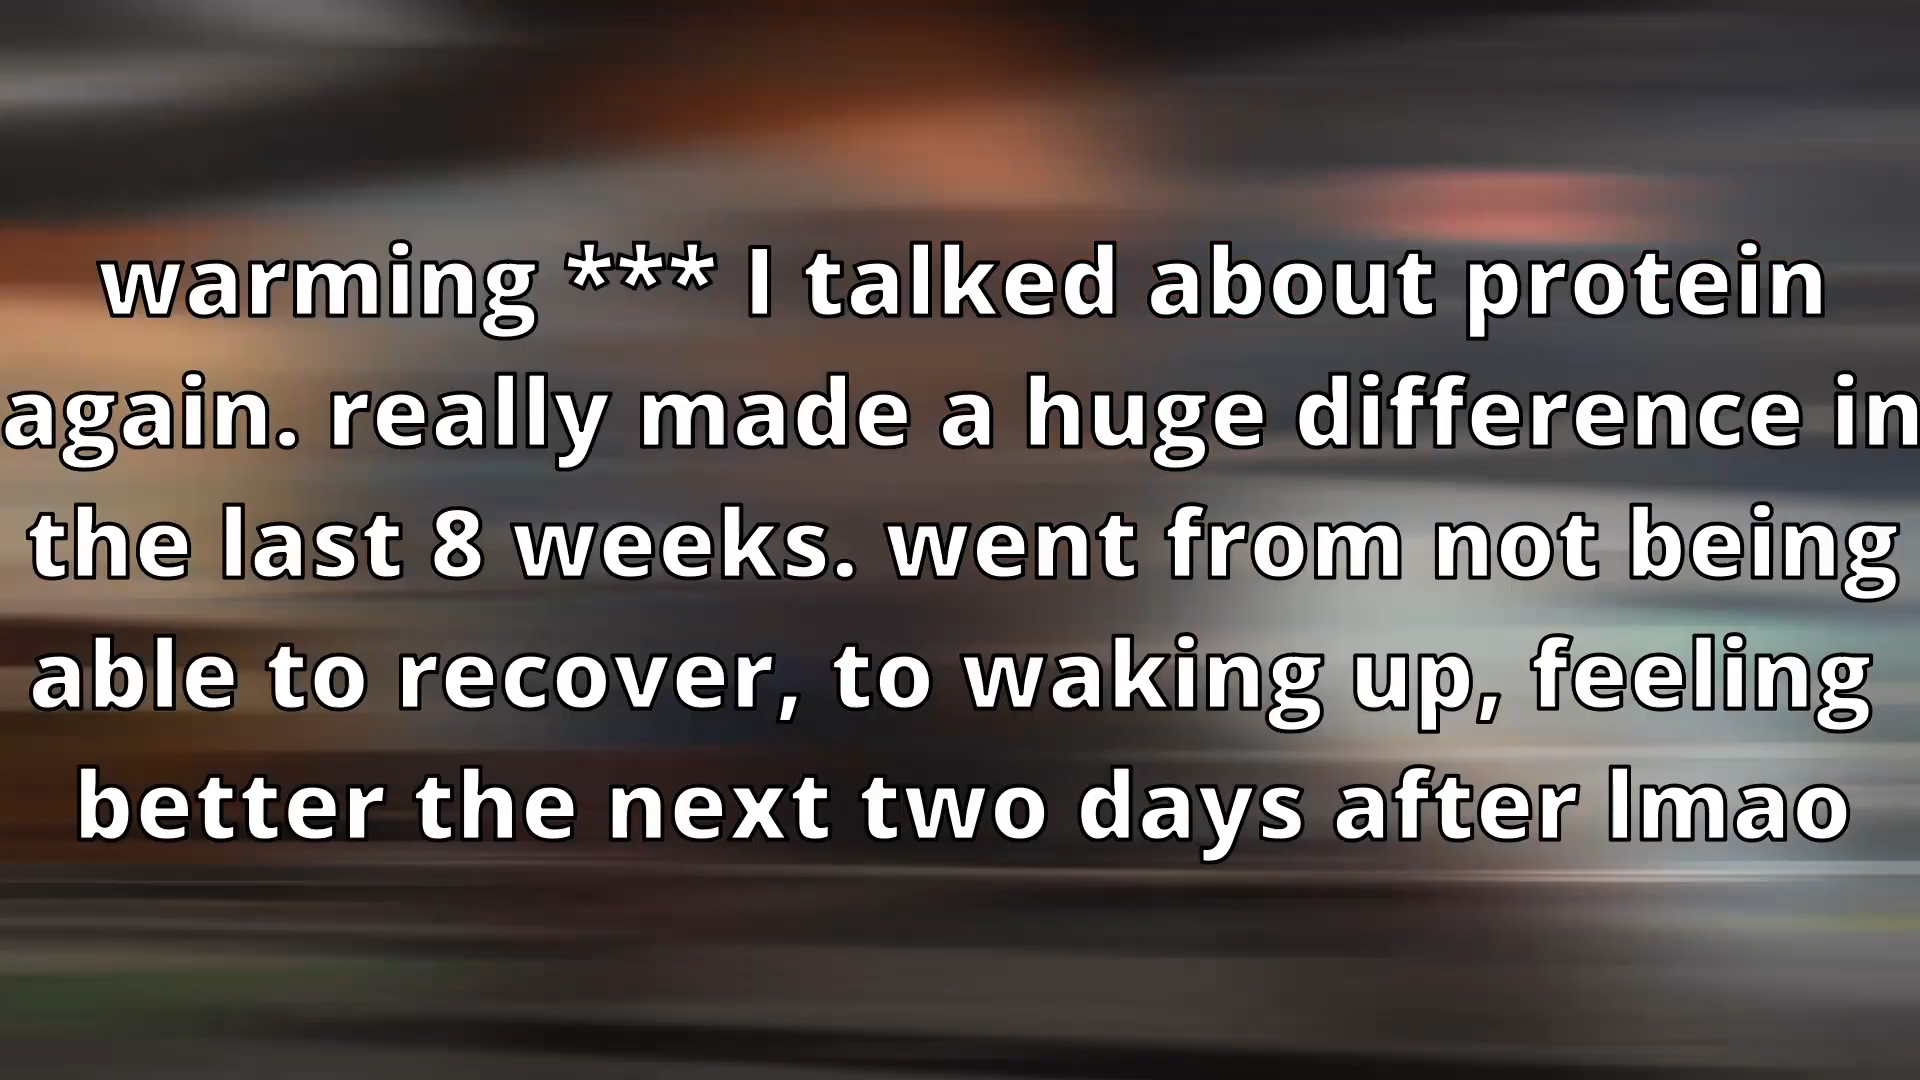 warming *** I talked about protein
again. really made a huge difference in
the last 8 weeks. went from not being
able to recover, to waking up, feeling
better the next two days after lmao